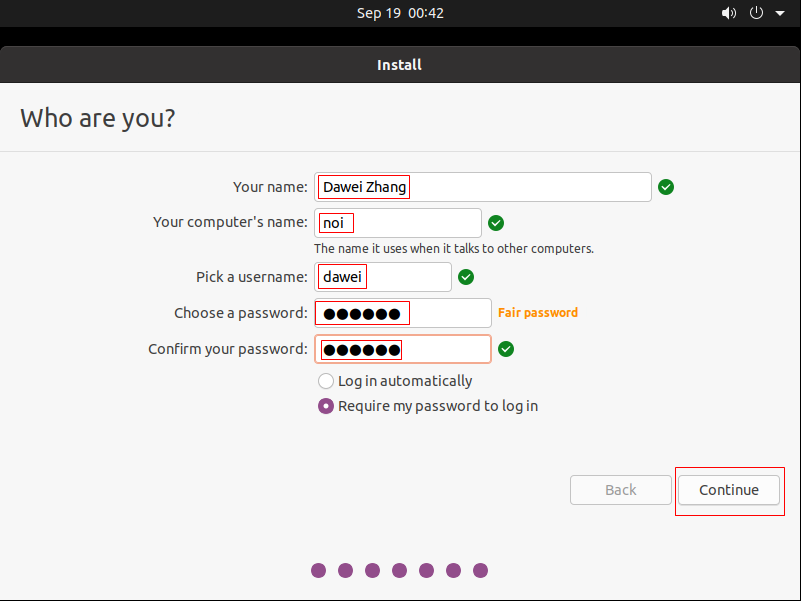 Sep 19 00:42
Install
Who are you?
Your name: Dawei Zhang
Your computer's name: noi
The name it uses when it talks to other computers.
Pick a username: dawei
Choose a password: ●●●●●● Fair password
Confirm your password: ●●●●●●
Log in automatically
Require my password to log in
Back Continue